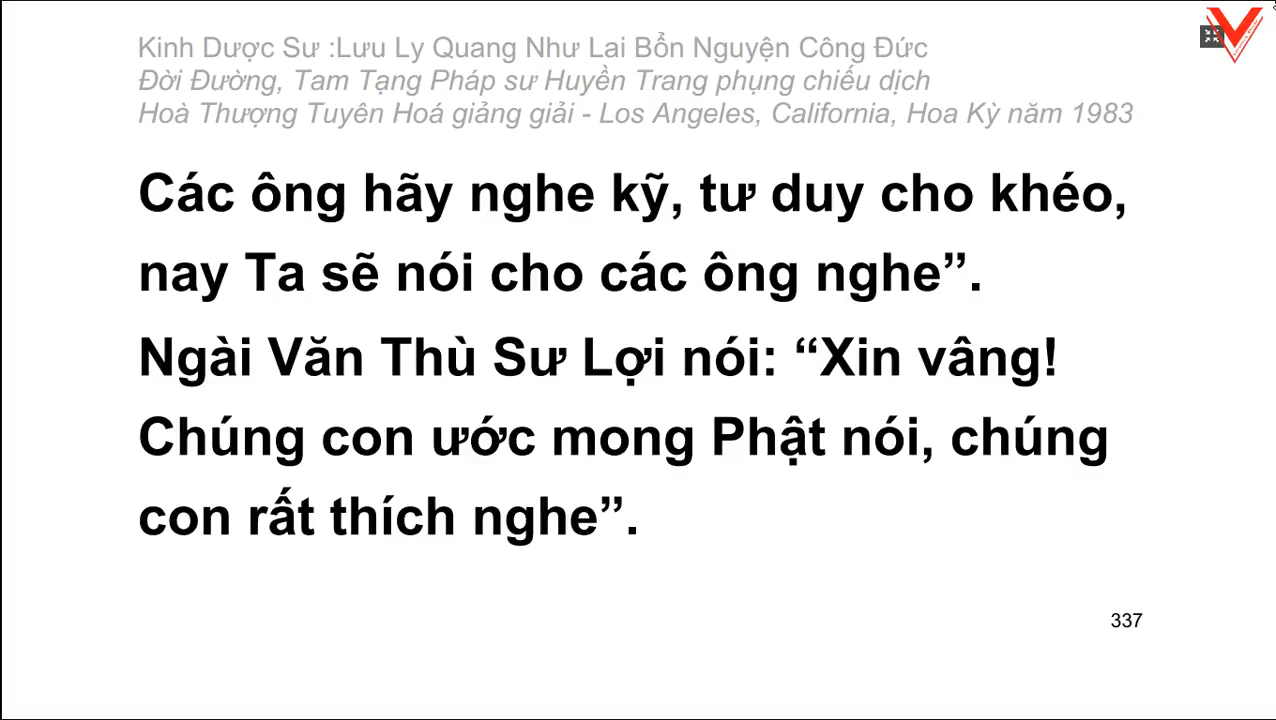 Kinh Dược Sư :Lưu Ly Quang Như Lai Bổn Nguyện Công Đức
Đời Đường, Tam Tạng Pháp sư Huyền Trang phụng chiếu dịch
Hoà Thượng Tuyên Hoá giảng giải - Los Angeles, California, Hoa Kỳ năm 1983
Các ông hãy nghe kỹ, tư duy cho khéo,
nay Ta sẽ nói cho các ông nghe”.
Ngài Văn Thù Sư Lợi nói: “Xin vâng!
Chúng con ước mong Phật nói, chúng
con rất thích nghe”.
337